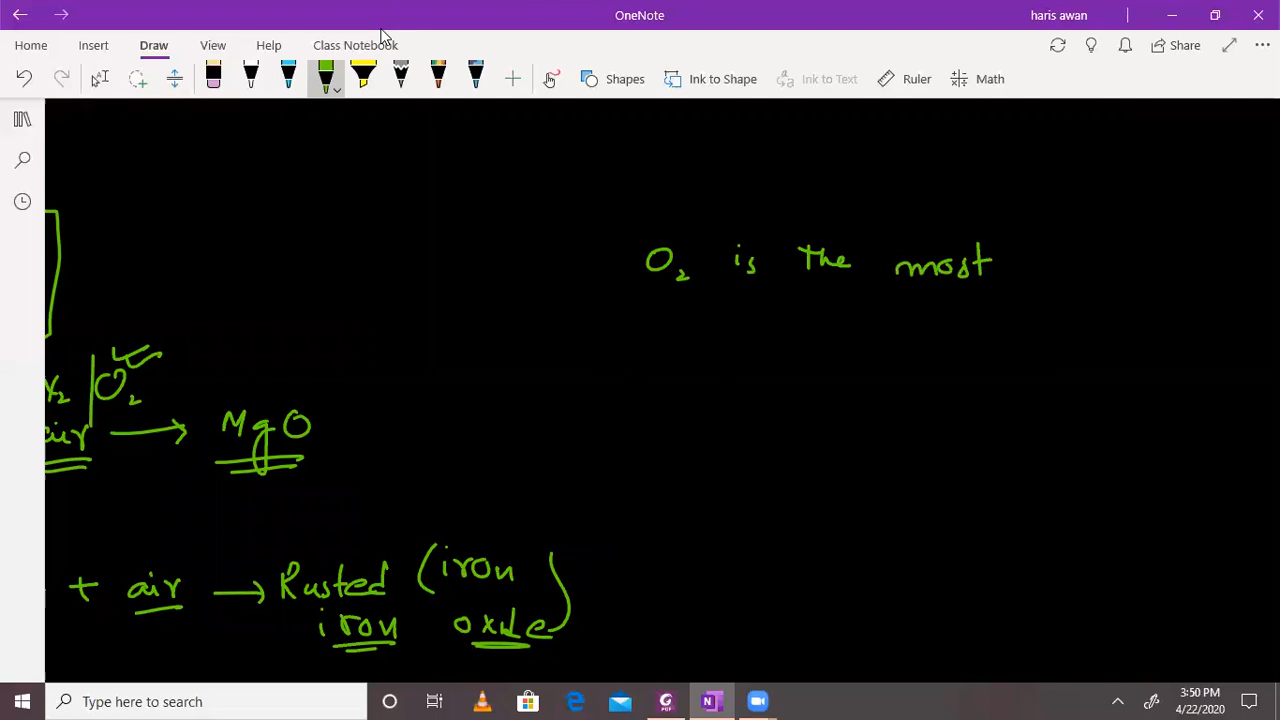 OneNote
haris awan
Home Insert Draw View Help Class Notebook
Share
Shapes Ink to Shape Ink to Text Ruler Math
O₂ is the most
|O₂
air → MgO
+ air → Rusted (iron
iron oxide)
Type here to search
3:50 PM
4/22/2020